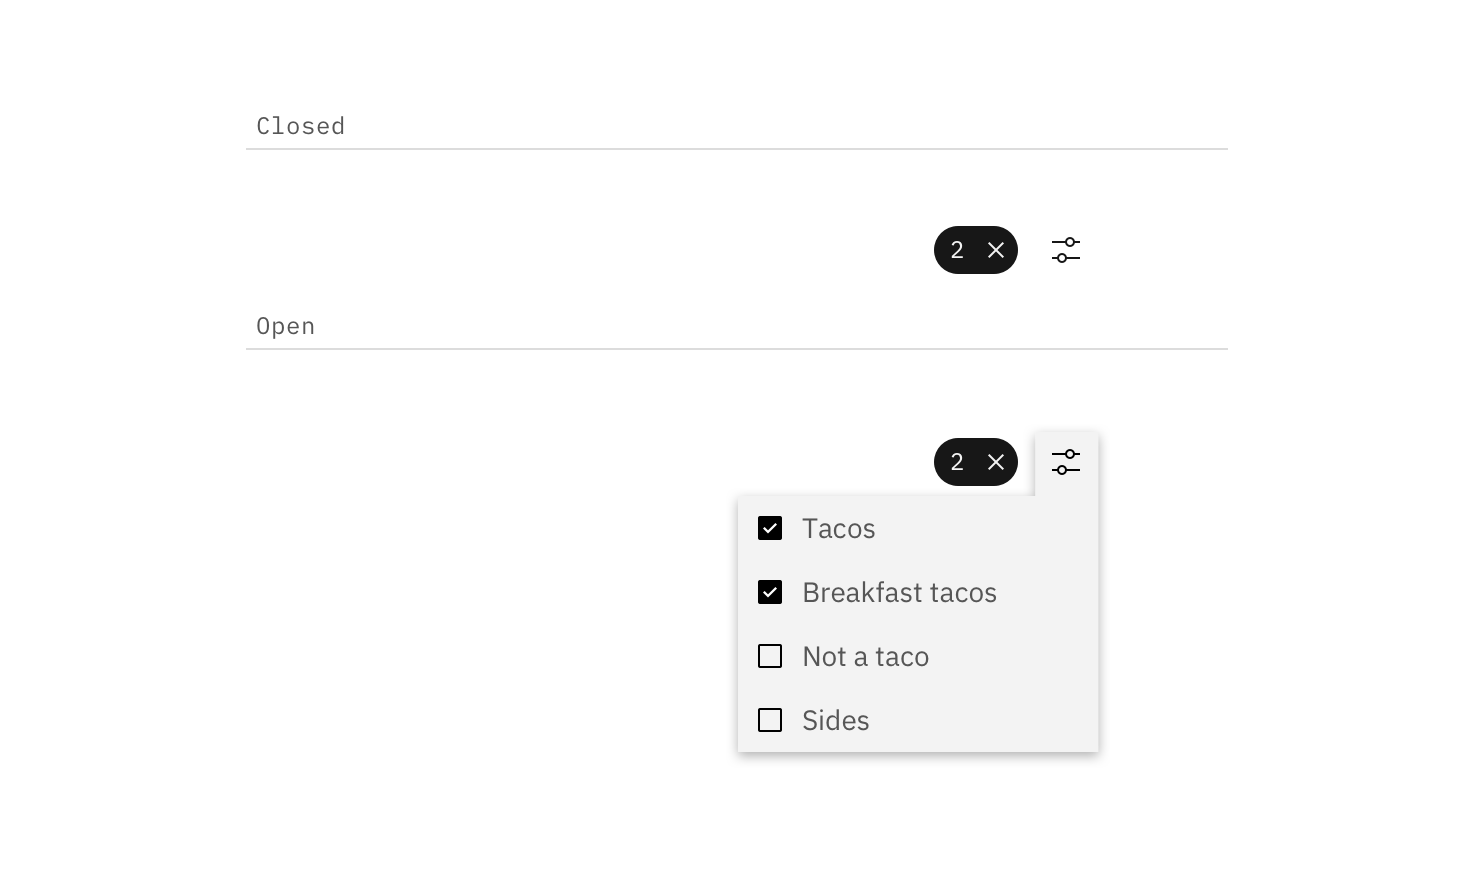 Closed
2
Open
2
Tacos
Breakfast tacos
Not a taco
Sides